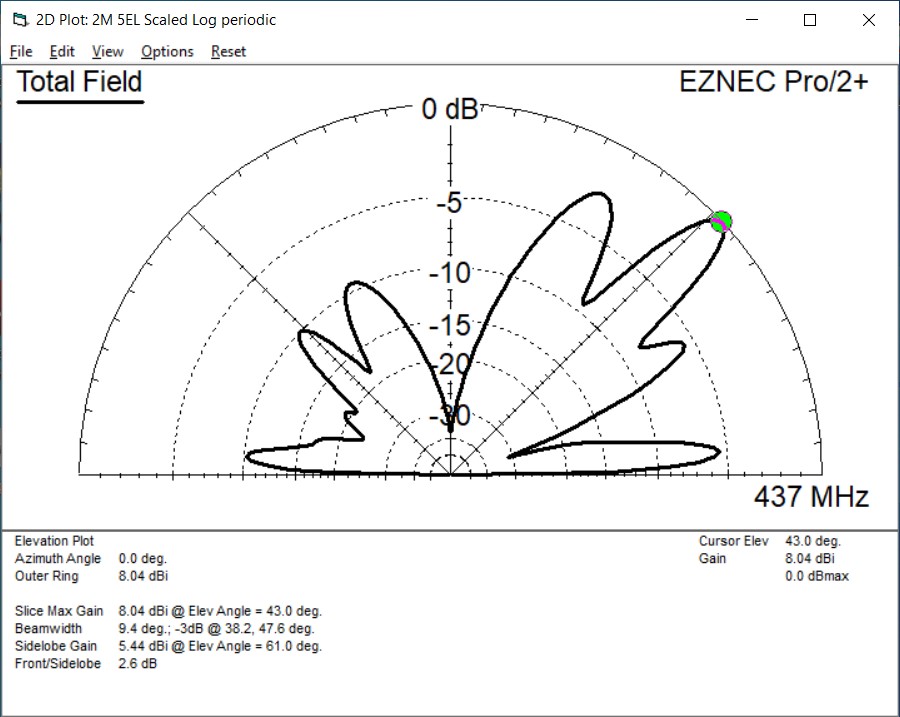 2D Plot: 2M 5EL Scaled Log periodic
File Edit View Options Reset
Total Field
EZNEC Pro/2+
0 dB
-5
-10
-15
-20
-30
437 MHz
Elevation Plot
Azimuth Angle 0.0 deg.
Outer Ring 8.04 dBi
Cursor Elev 43.0 deg.
Gain 8.04 dBi
0.0 dBmax
Slice Max Gain 8.04 dBi @ Elev Angle = 43.0 deg.
Beamwidth 9.4 deg.; -3dB @ 38.2, 47.6 deg.
Sidelobe Gain 5.44 dBi @ Elev Angle = 61.0 deg.
Front/Sidelobe 2.6 dB